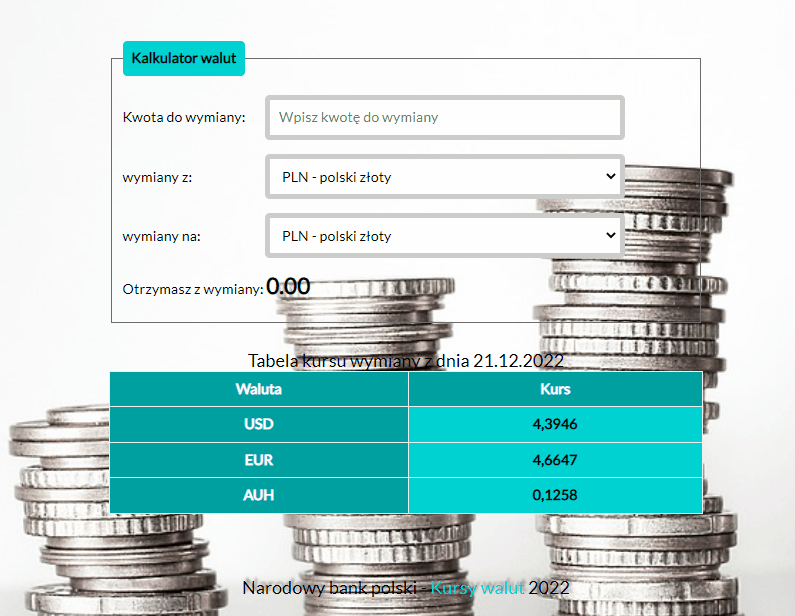 Kalkulator walut
Kwota do wymiany: Wpisz kwotę do wymiany
wymiany z: PLN - polski złoty
wymiany na: PLN - polski złoty
Otrzymasz z wymiany: 0.00
Tabela kursu wymiany z dnia 21.12.2022
Waluta Kurs
USD 4,3946
EUR 4,6647
AUH 0,1258
Narodowy bank polski - Kursy walut 2022